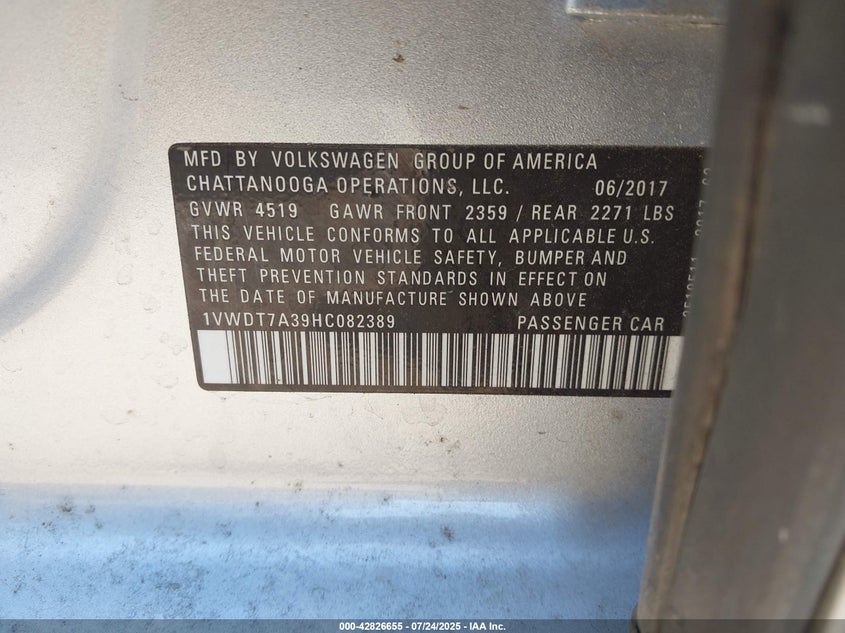 MFD BY VOLKSWAGEN GROUP OF AMERICA
CHATTANOOGA OPERATIONS, LLC. 06/2017
GVWR 4519 GAWR FRONT 2359 / REAR 2271 LBS
THIS VEHICLE CONFORMS TO ALL APPLICABLE U.S.
FEDERAL MOTOR VEHICLE SAFETY, BUMPER AND
THEFT PREVENTION STANDARDS IN EFFECT ON
THE DATE OF MANUFACTURE SHOWN ABOVE
1VWDT7A39HC082389 PASSENGER CAR
000-42826655 - 07/24/2025 - IAA Inc.